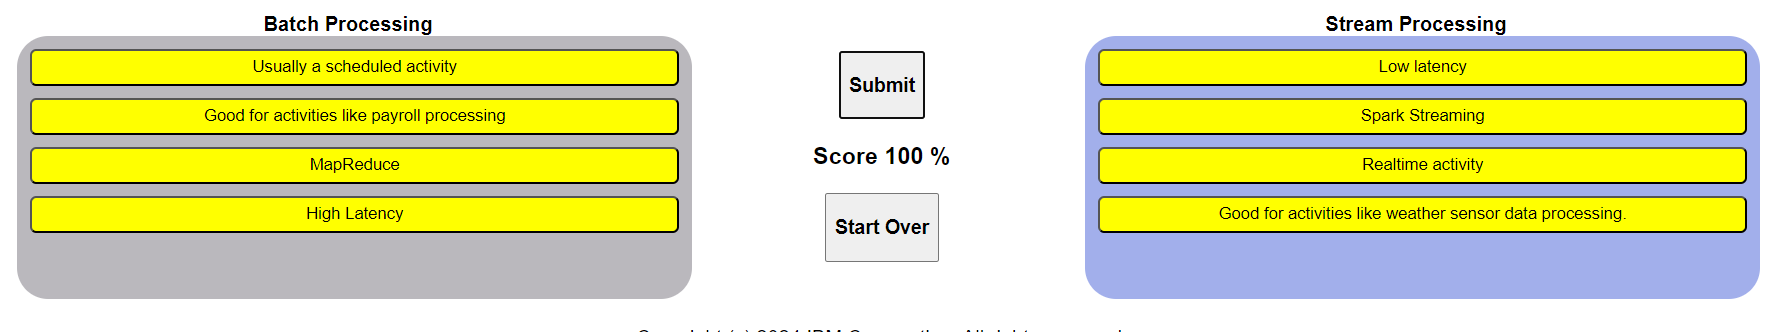 Batch Processing
Usually a scheduled activity
Good for activities like payroll processing
MapReduce
High Latency
Submit
Score 100 %
Start Over
Stream Processing
Low latency
Spark Streaming
Realtime activity
Good for activities like weather sensor data processing.